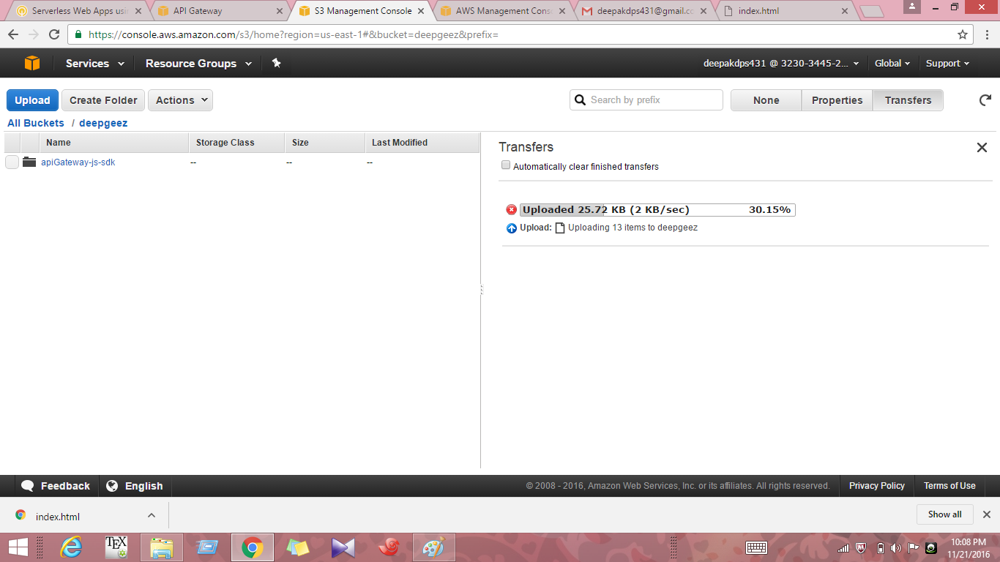 Serverless Web Apps usin
API Gateway
S3 Management Console
AWS Management Cons
deepakdps431@gmail.co
index.html
https://console.aws.amazon.com/s3/home?region=us-east-1#&bucket=deepgeez&prefix=
Services
Resource Groups
deepakdps431 @ 3230-3445-2...
Global
Support
Upload
Create Folder
Actions
Search by prefix
None
Properties
Transfers
All Buckets / deepgeez
Name
Storage Class
Size
Last Modified
apiGateway-js-sdk
--
--
--
Transfers
Automatically clear finished transfers
Uploaded 25.72 KB (2 KB/sec)
30.15%
Upload: Uploading 13 items to deepgeez
Feedback
English
© 2008 - 2016, Amazon Web Services, Inc. or its affiliates. All rights reserved.
Privacy Policy
Terms of Use
index.html
Show all
TEX
10:08 PM
11/21/2016